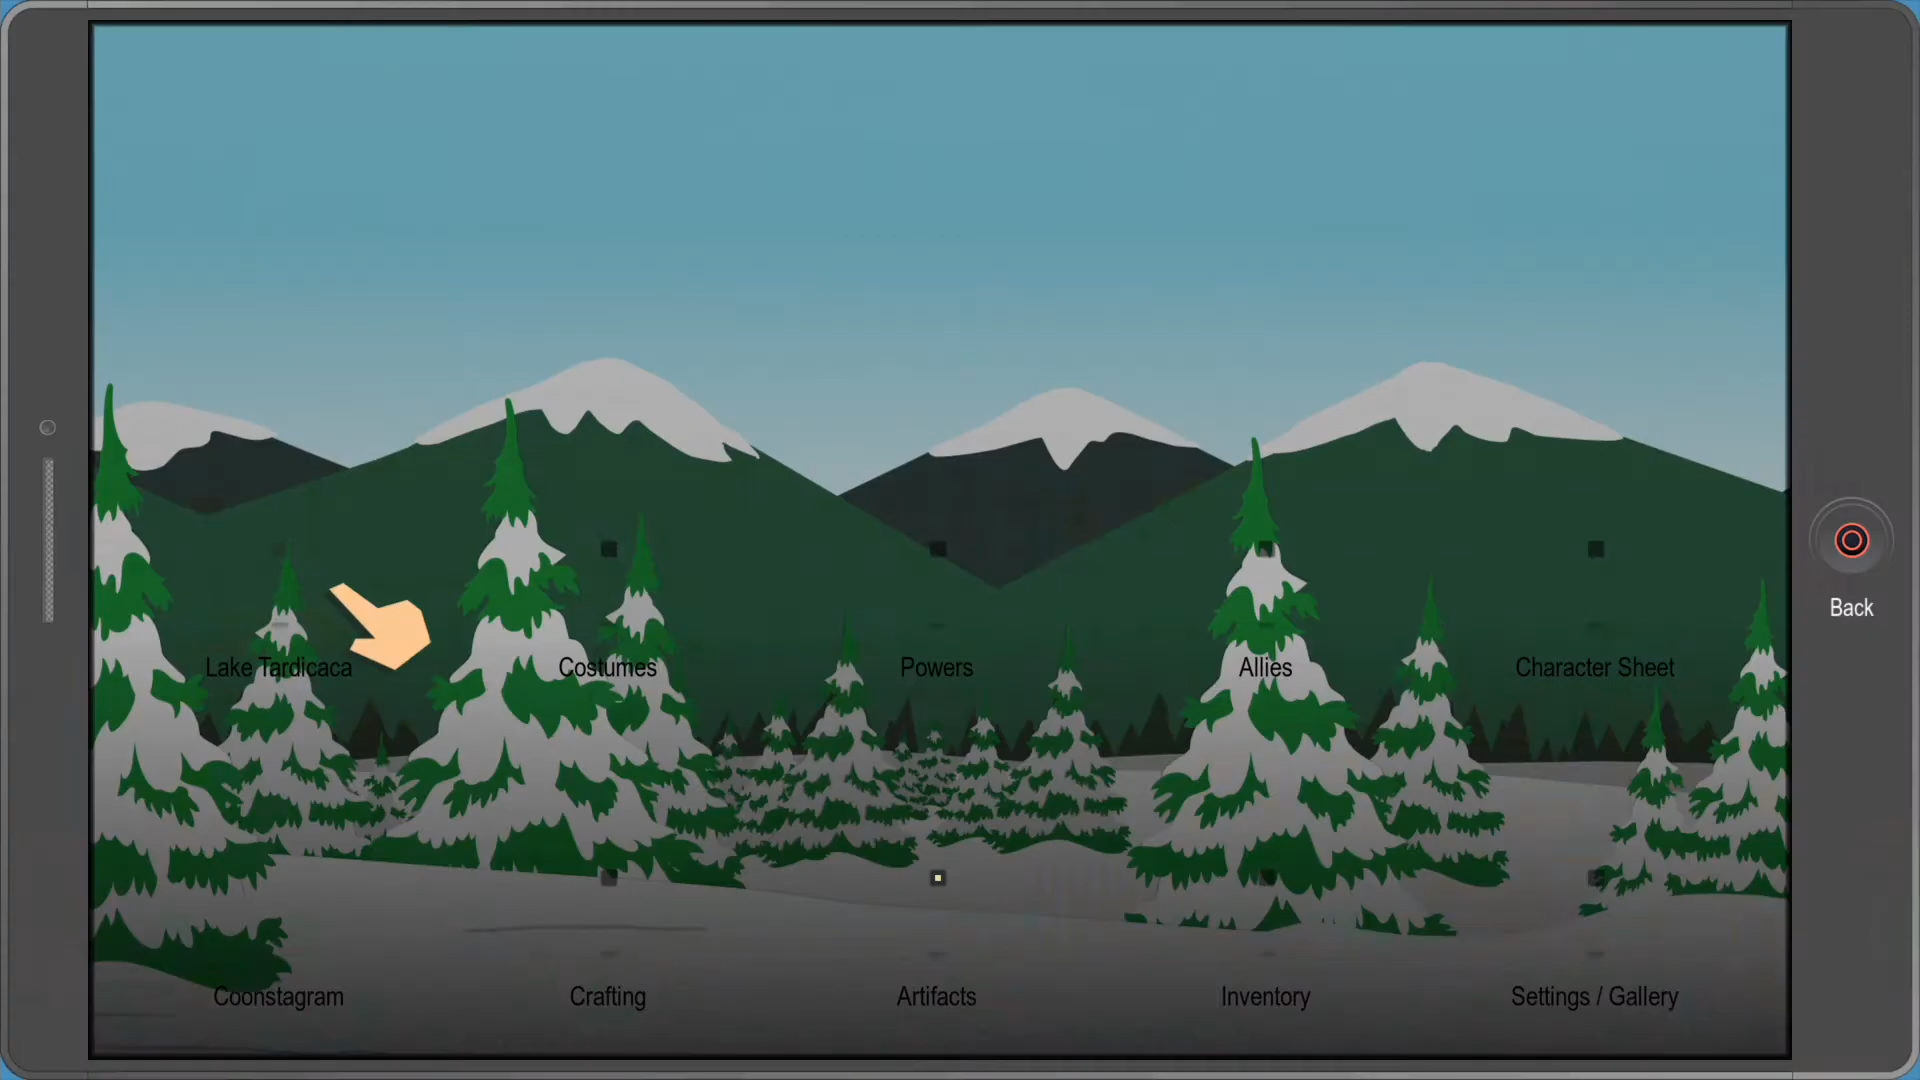 Back
Lake Tardicaca
Costumes
Powers
Allies
Character Sheet
Coonstagram
Crafting
Artifacts
Inventory
Settings / Gallery